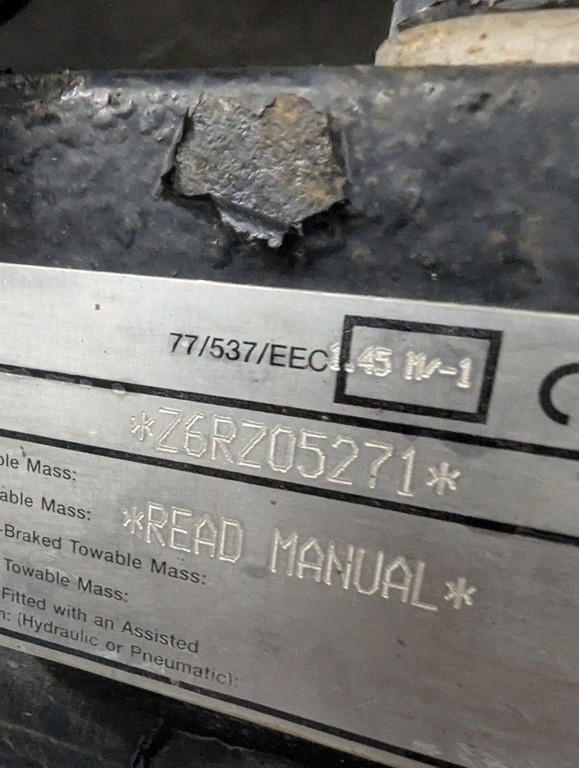 77/537/EEC 1.45 M/-1
*Z6RZ05271*
ble Mass:
able Mass: *READ MANUAL*
-Braked Towable Mass:
Towable Mass:
Fitted with an Assisted
n: (Hydraulic or Pneumatic):